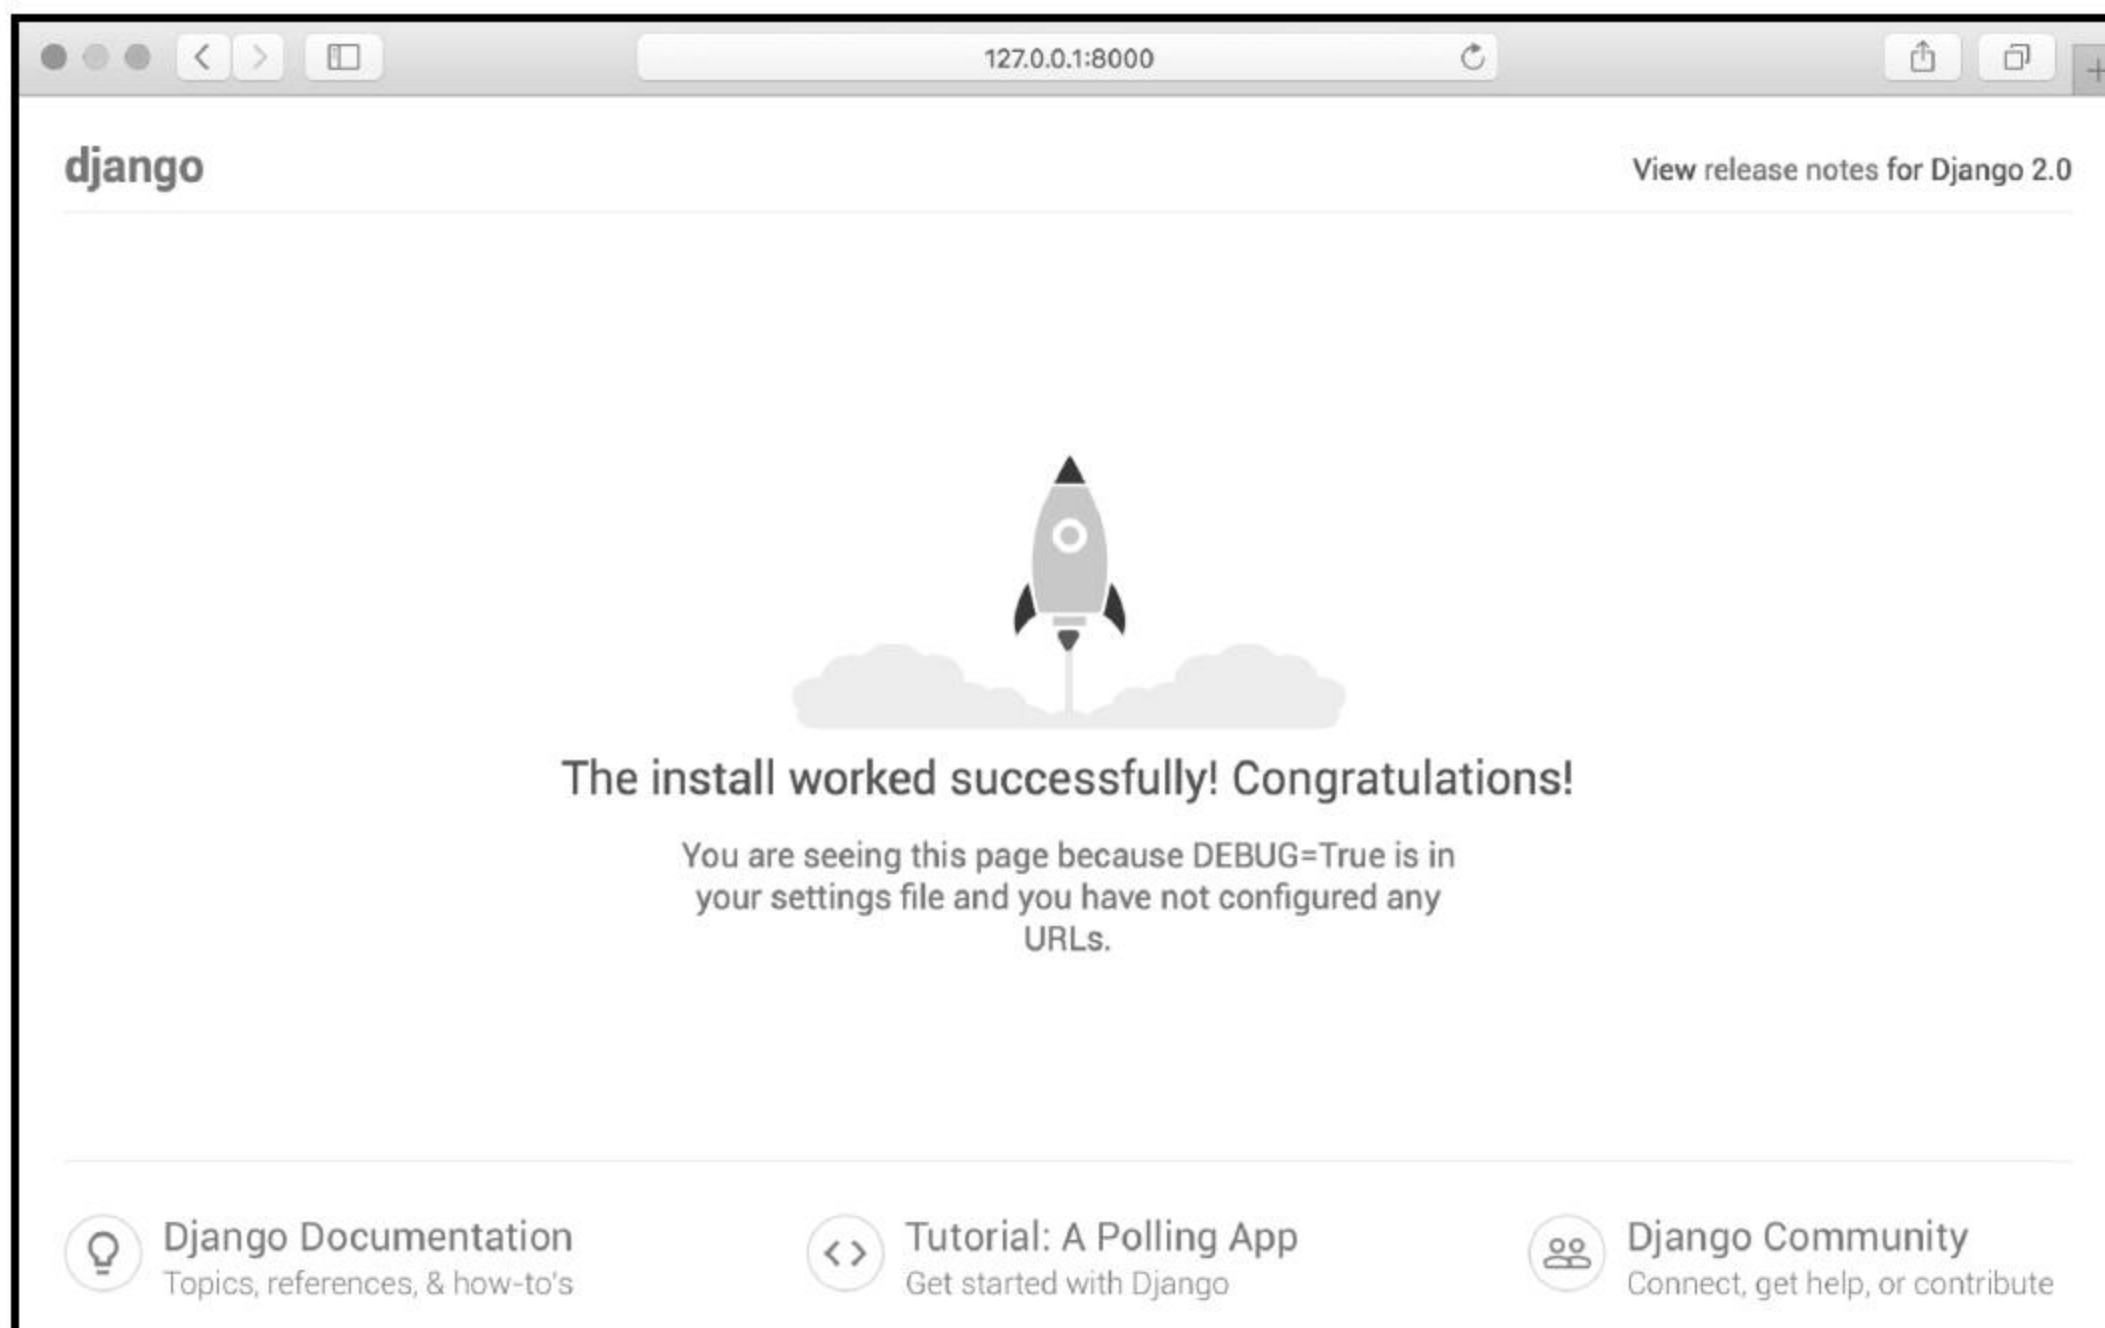 127.0.0.1:8000
django
View release notes for Django 2.0
The install worked successfully! Congratulations!
You are seeing this page because DEBUG=True is in
your settings file and you have not configured any
URLs.
Django Documentation
Topics, references, & how-to's
Tutorial: A Polling App
Get started with Django
Django Community
Connect, get help, or contribute